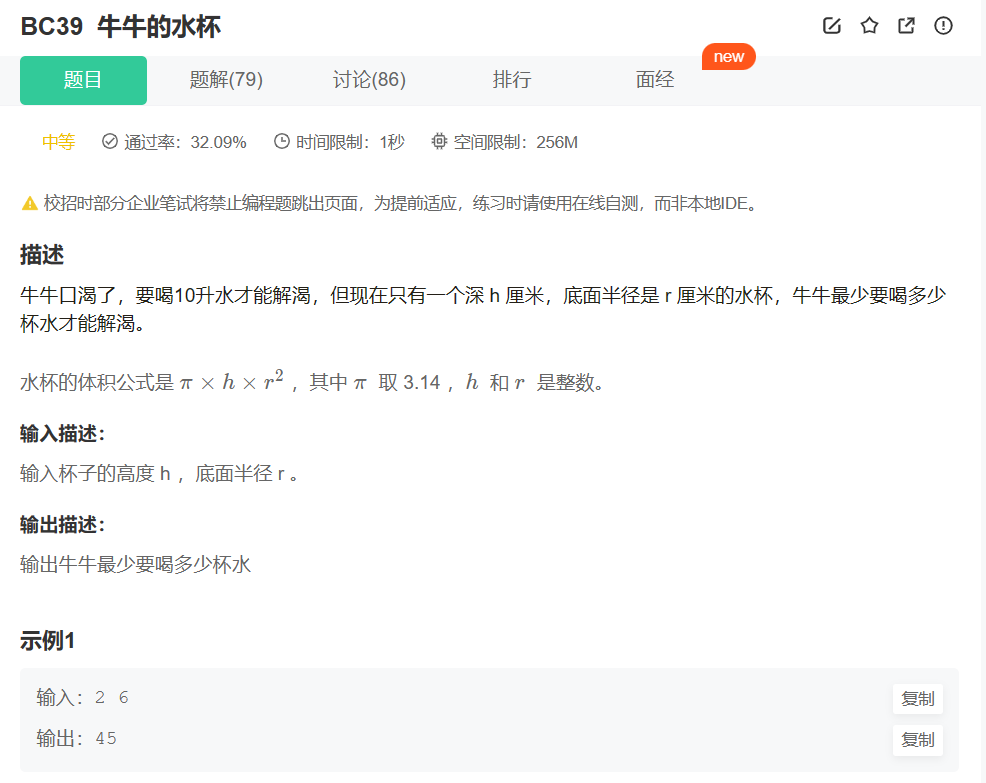 BC39 牛牛的水杯
new
题目 题解(79) 讨论(86) 排行 面经
中等 通过率：32.09% 时间限制：1秒 空间限制：256M
校招时部分企业笔试将禁止编程题跳出页面，为提前适应，练习时请使用在线自测，而非本地IDE。
描述
牛牛口渴了，要喝10升水才能解渴，但现在只有一个深 h 厘米，底面半径是 r 厘米的水杯，牛牛最少要喝多少
杯水才能解渴。
水杯的体积公式是 π × h × r² ，其中 π 取 3.14 ，h 和 r 是整数。
输入描述：
输入杯子的高度 h ，底面半径 r 。
输出描述：
输出牛牛最少要喝多少杯水
示例1
输入：2 6 复制
输出：45 复制